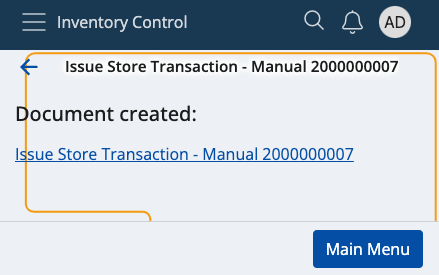 Inventory Control
AD
Issue Store Transaction - Manual 2000000007
Document created:
Issue Store Transaction - Manual 2000000007
Main Menu